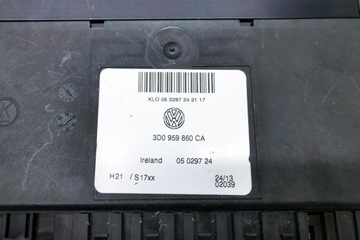 KLO 05 0297 24 21 17
3D0 959 860 CA
Ireland 05 0297 24
H21 / S17xx 24/13
02039